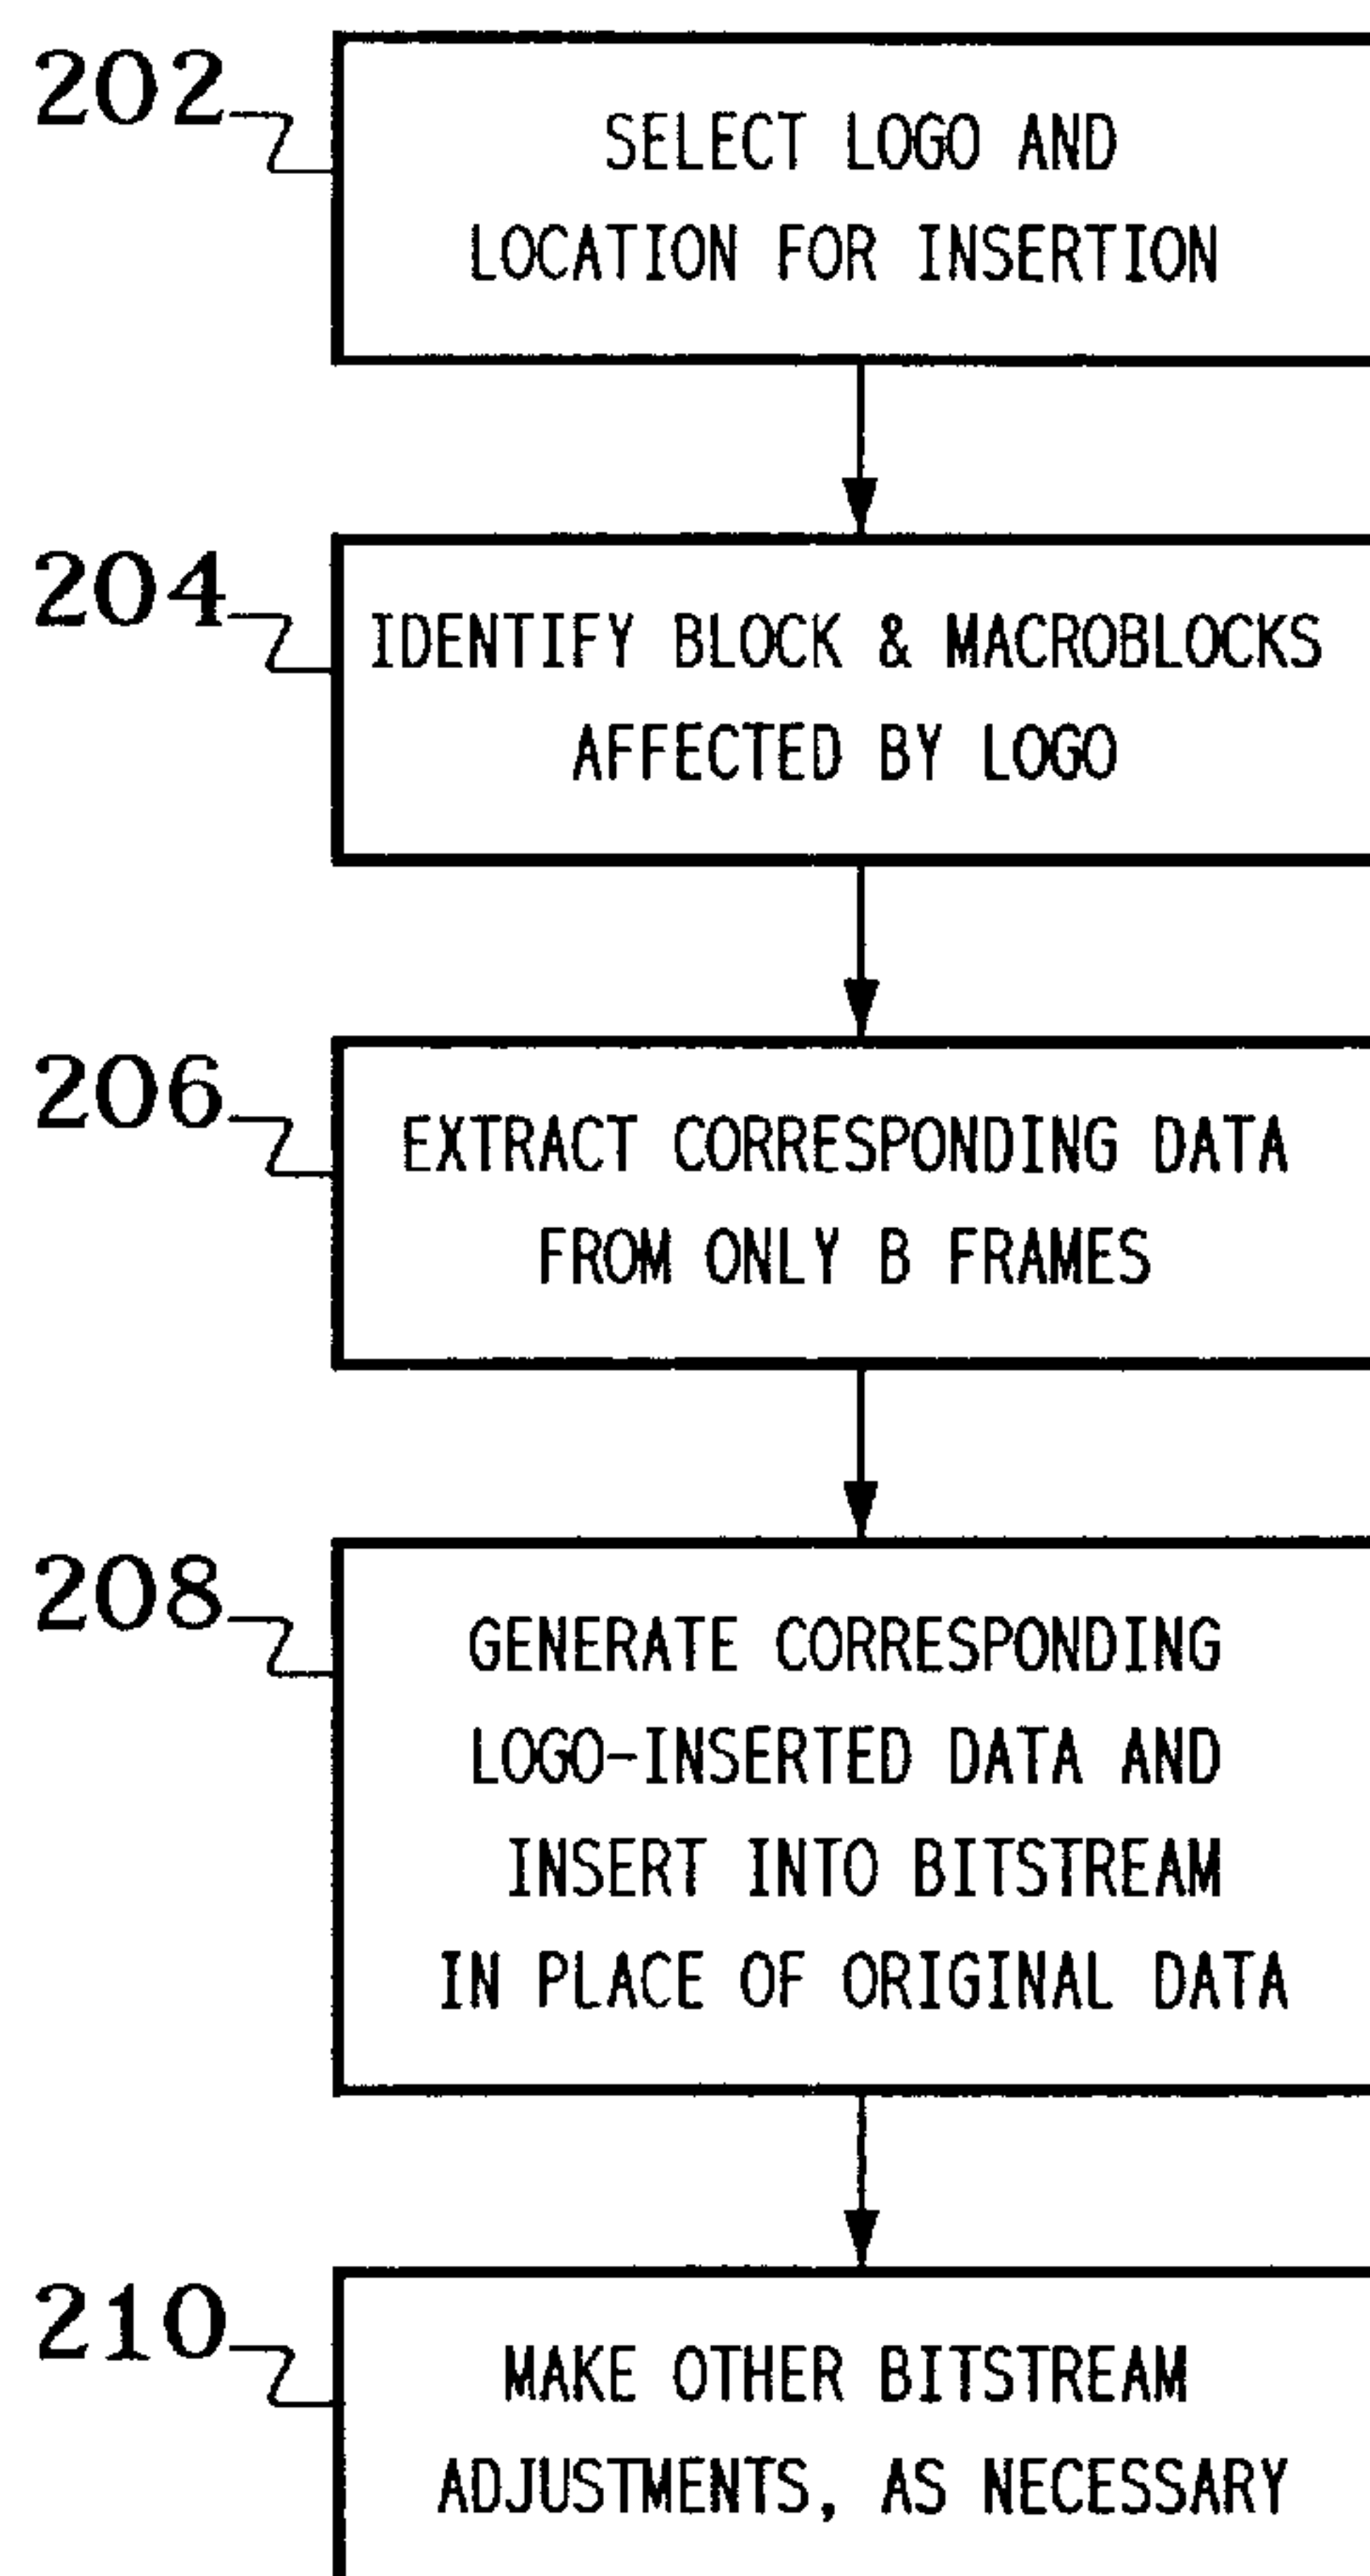 202
SELECT LOGO AND
LOCATION FOR INSERTION
204
IDENTIFY BLOCK & MACROBLOCKS
AFFECTED BY LOGO
206
EXTRACT CORRESPONDING DATA
FROM ONLY B FRAMES
208
GENERATE CORRESPONDING
LOGO-INSERTED DATA AND
INSERT INTO BITSTREAM
IN PLACE OF ORIGINAL DATA
210
MAKE OTHER BITSTREAM
ADJUSTMENTS, AS NECESSARY